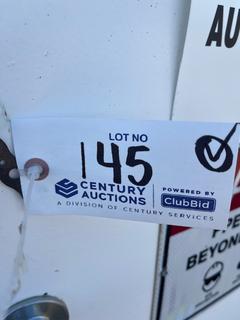 AU
LOT NO
145
CENTURY
AUCTIONS
POWERED BY
ClubBid
A DIVISION OF CENTURY SERVICES
BEYON